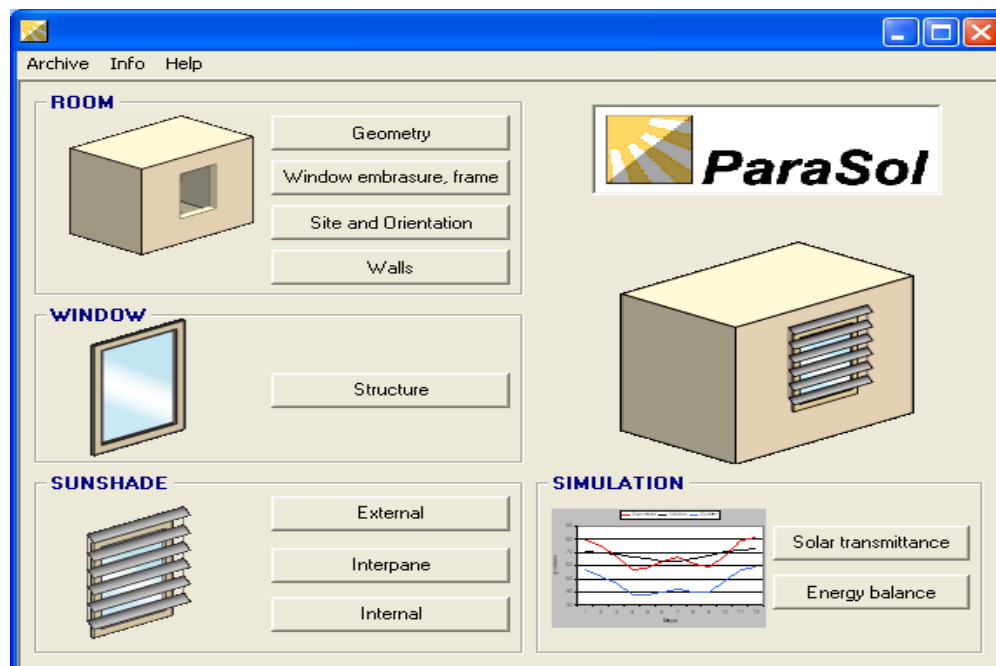 Archive Info Help
ROOM
Geometry
Window embrasure, frame
Site and Orientation
Walls
ParaSol
WINDOW
Structure
SUNSHADE
External
Interpane
Internal
SIMULATION
Solar transmittance
Energy balance